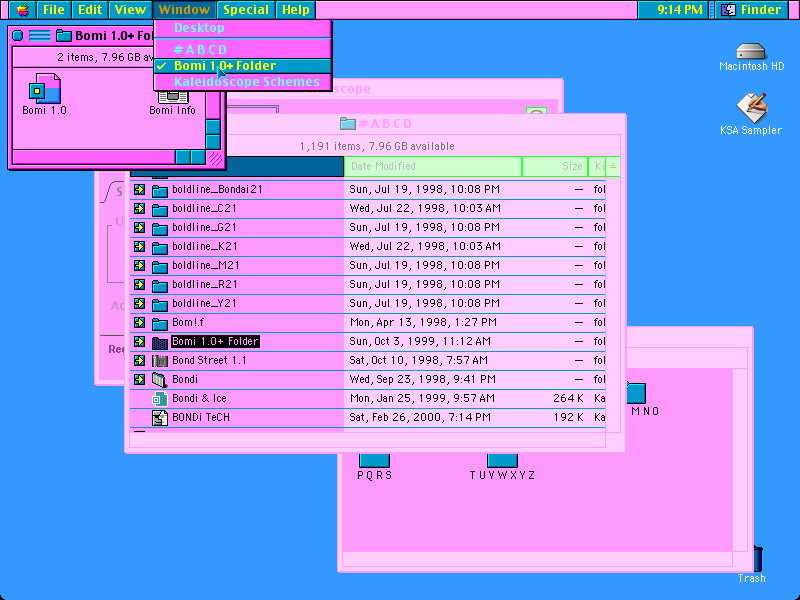 File Edit View Window Special Help 9:14 PM Finder
Desktop
#ABCD
✓ Bomi 1.0+ Folder
Kaleidoscope Schemes
Bomi 1.0+ Fol
2 items, 7.96 GB av
Bomi 1.0 Bomi Info
Macintosh HD
KSA Sampler
scope
#ABCD
1,191 items, 7.96 GB available
Date Modified Size Ki
boldline_Bondai21 Sun, Jul 19, 1998, 10:08 PM — fol
boldline_C21 Wed, Jul 22, 1998, 10:03 AM — fol
boldline_G21 Sun, Jul 19, 1998, 10:08 PM — fol
boldline_K21 Wed, Jul 22, 1998, 10:03 AM — fol
boldline_M21 Sun, Jul 19, 1998, 10:08 PM — fol
boldline_R21 Sun, Jul 19, 1998, 10:08 PM — fol
boldline_Y21 Sun, Jul 19, 1998, 10:08 PM — fol
Bom!.f Mon, Apr 13, 1998, 1:27 PM — fol
Bomi 1.0+ Folder Sun, Oct 3, 1999, 11:12 AM — fol
Bond Street 1.1 Sat, Oct 10, 1998, 7:57 AM — fol
Bondi Wed, Sep 23, 1998, 9:41 PM — fol
Bondi & Ice Mon, Jan 25, 1999, 9:57 AM 264 K Ka
BONDi TeCH Sat, Feb 26, 2000, 7:14 PM 192 K Ka
S
U
Ac
Reg
MNO
PQRS TUVWXYZ
Trash